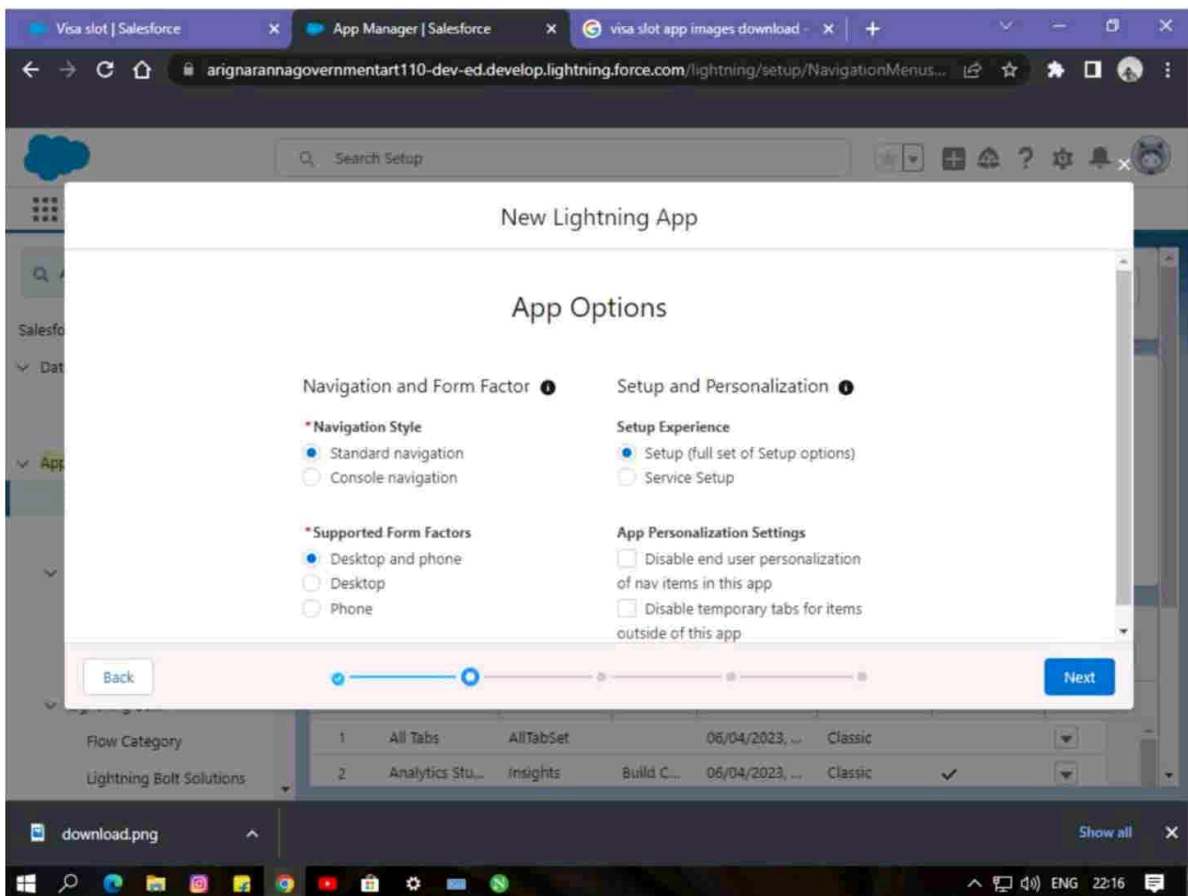 Visa slot | Salesforce
App Manager | Salesforce
visa slot app images download -
arignarannagovernmentart110-dev-ed.develop.lightning.force.com/lightning/setup/NavigationMenus...
Search Setup
New Lightning App
App Options
Salesfo
Dat
App
Navigation and Form Factor
Setup and Personalization
*Navigation Style
Setup Experience
Standard navigation
Setup (full set of Setup options)
Console navigation
Service Setup
*Supported Form Factors
App Personalization Settings
Desktop and phone
Disable end user personalization
Desktop
of nav items in this app
Phone
Disable temporary tabs for items
outside of this app
Back
Next
Flow Category
1 All Tabs AllTabSet 06/04/2023, ... Classic
Lightning Bolt Solutions
2 Analytics Stu... Insights Build C... 06/04/2023, ... Classic
download.png
Show all
ENG 22:16